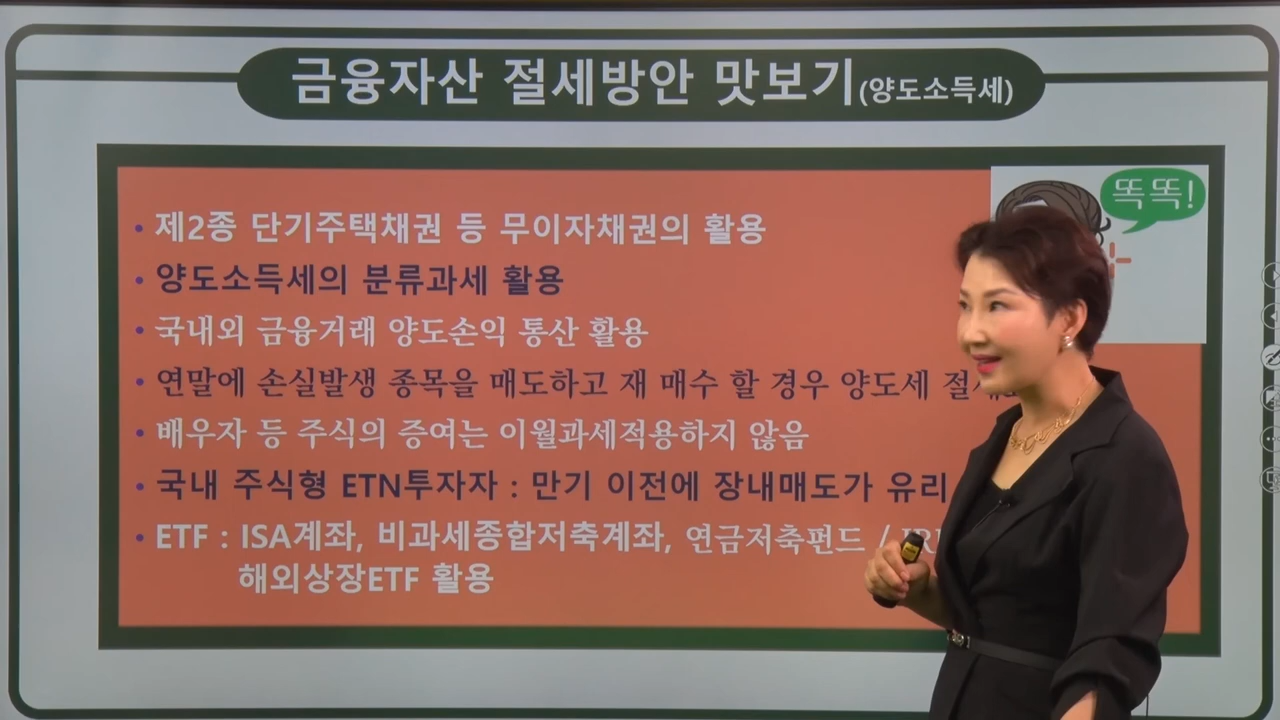 금융자산 절세방안 맛보기(양도소득세)
똑똑!
• 제2종 단기주택채권 등 무이자채권의 활용
• 양도소득세의 분류과세 활용
• 국내외 금융거래 양도손익 통산 활용
• 연말에 손실발생 종목을 매도하고 재 매수 할 경우 양도세
• 배우자 등 주식의 증여는 이월과세적용하지 않음
• 국내 주식형 ETN투자자 : 만기 이전에 장내매도가 유리
• ETF : ISA계좌, 비과세종합저축계좌, 연금저축펀드 /
해외상장ETF 활용